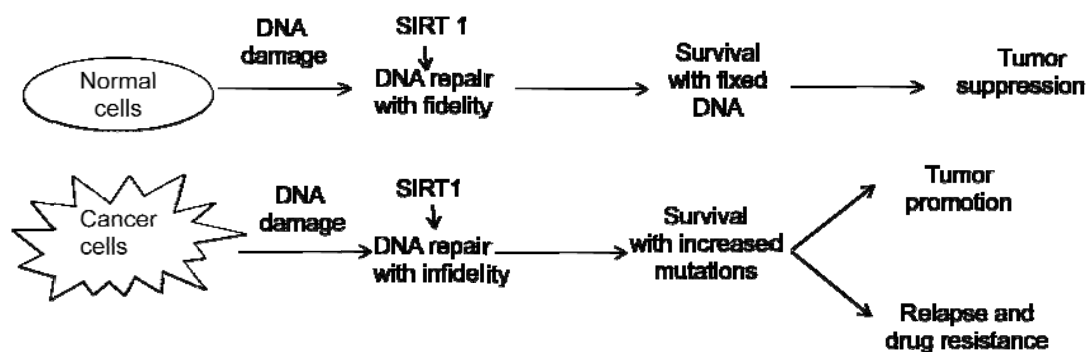 Normal
cells
DNA
damage
SIRT 1
DNA repair
with fidelity
Survival
with fixed
DNA
Tumor
suppression
Cancer
cells
DNA
damage
SIRT1
DNA repair
with infidelity
Survival
with increased
mutations
Tumor
promotion
Relapse and
drug resistance